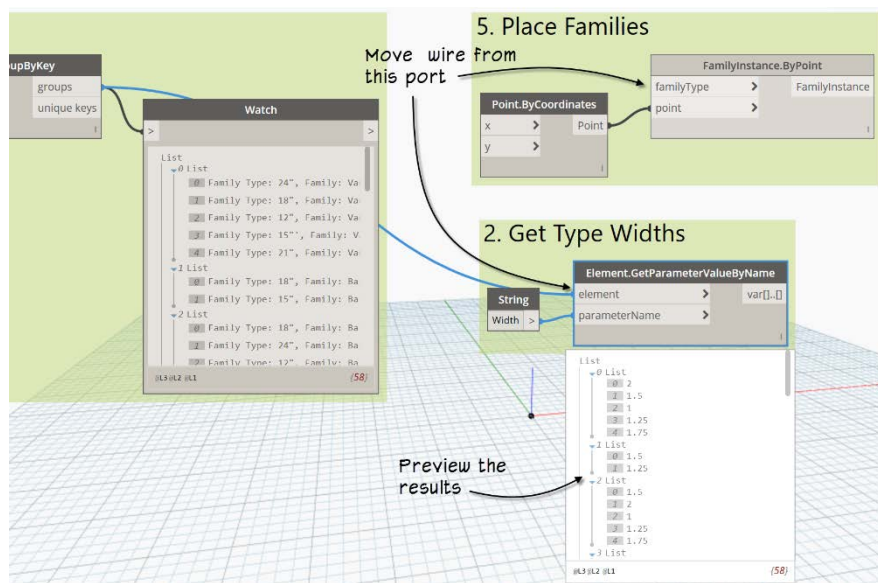 5. Place Families
Move wire from
this port
oupByKey
groups
unique keys
Watch
>
>
List
0 List
0 Family Type: 24", Family: Va
1 Family Type: 18", Family: Va
2 Family Type: 12", Family: Va
3 Family Type: 15"', Family: V
4 Family Type: 21", Family: Va
1 List
0 Family Type: 18", Family: Ba
1 Family Type: 15", Family: Ba
2 List
0 Family Type: 18", Family: Ba
1 Family Type: 24", Family: Ba
2 Family Type: 12", Family: Ba
@L3 @L2 @L1 {58}
Point.ByCoordinates
x > Point
y >
FamilyInstance.ByPoint
familyType > FamilyInstance
point >
2. Get Type Widths
String
Width >
Element.GetParameterValueByName
element > var[]..[]
parameterName >
List
0 List
0 2
1 1.5
2 1
3 1.25
4 1.75
1 List
0 1.5
1 1.25
2 List
0 1.5
1 2
2 1
3 1.25
4 1.75
3 List
@L3 @L2 @L1 {58}
Preview the
results